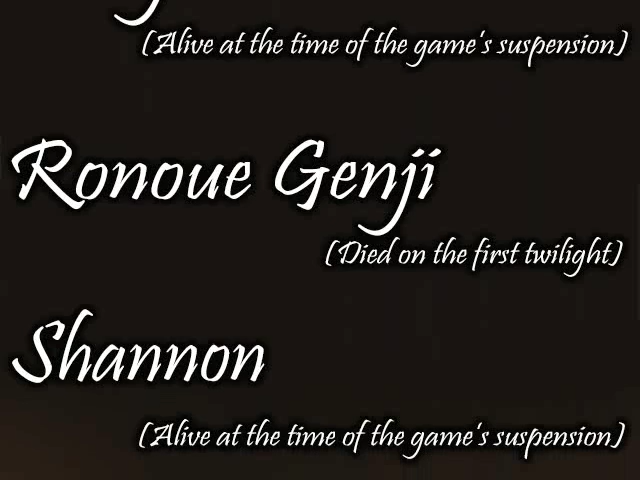 (Alive at the time of the game's suspension)
Ronoue Genji
(Died on the first twilight)
Shannon
(Alive at the time of the game's suspension)